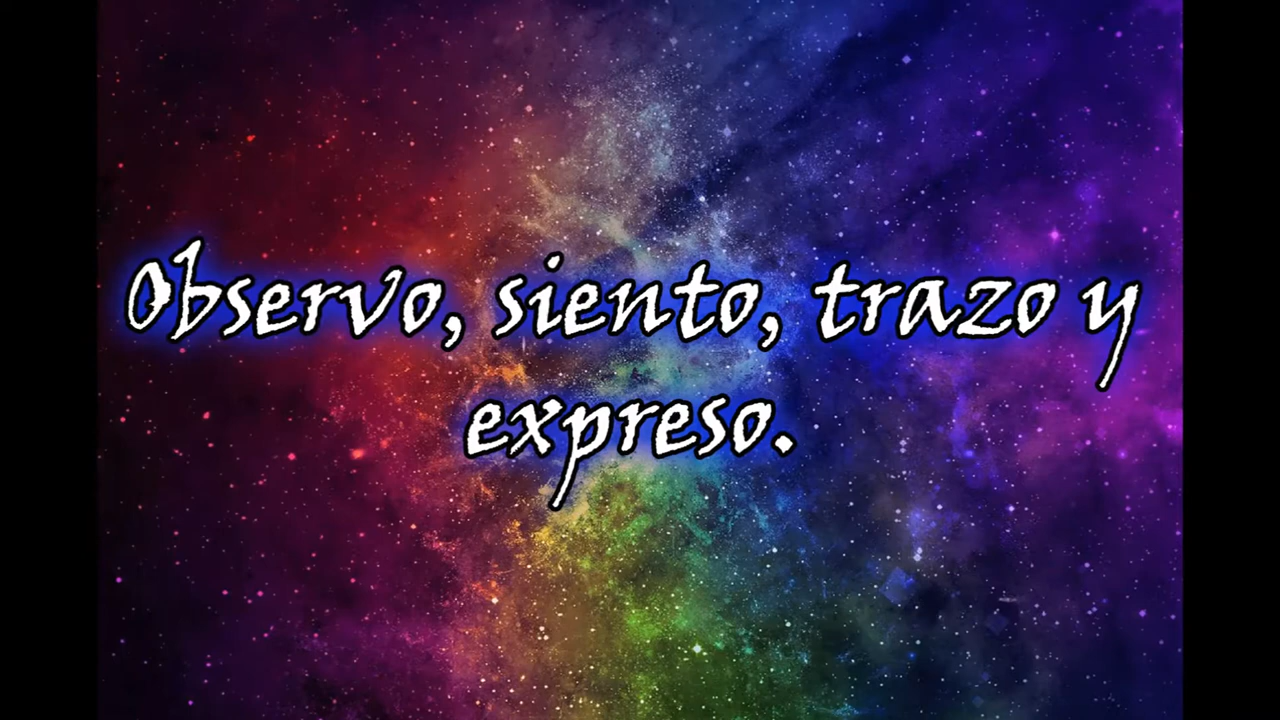 Observo, siento, trazo y
expreso.